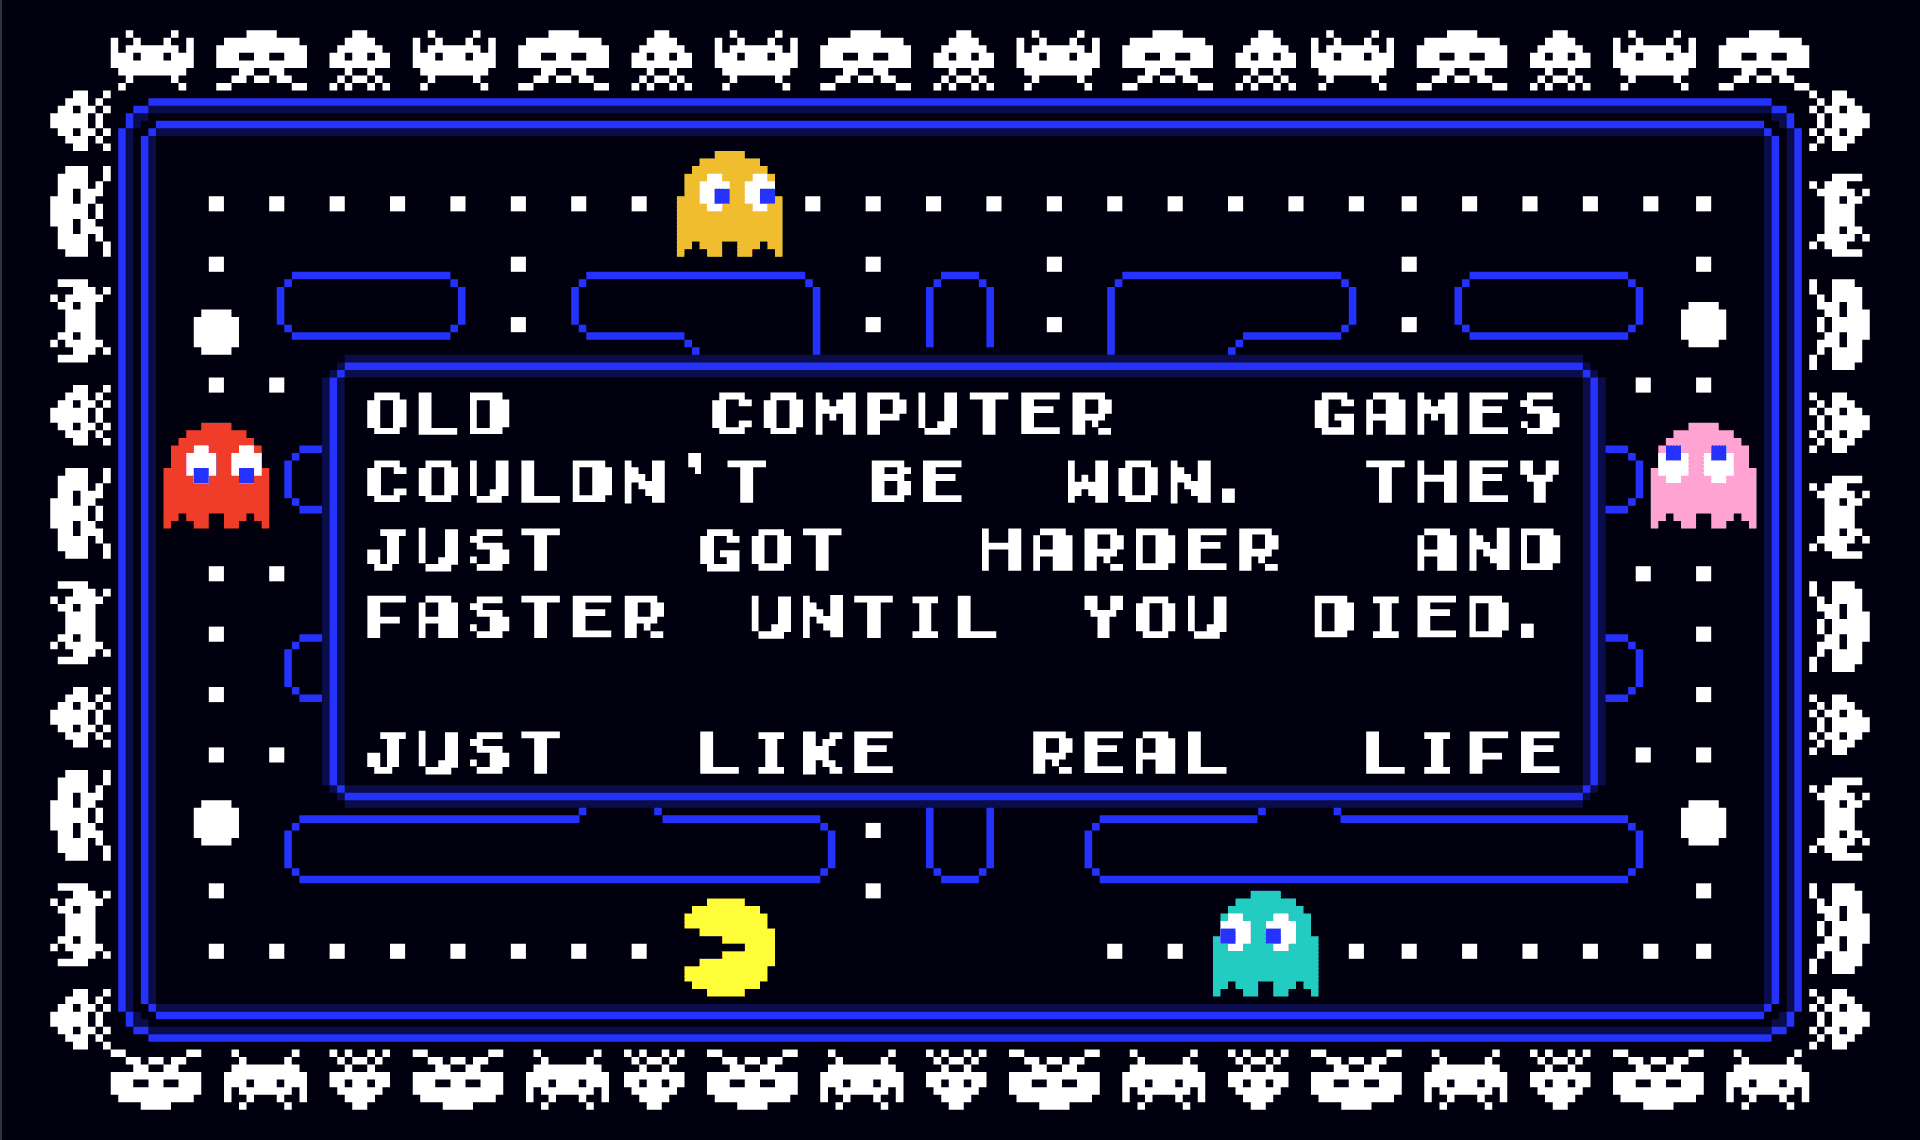 OLD COMPUTER GAMES
COULDN'T BE WON. THEY
JUST GOT HARDER AND
FASTER UNTIL YOU DIED.
JUST LIKE REAL LIFE